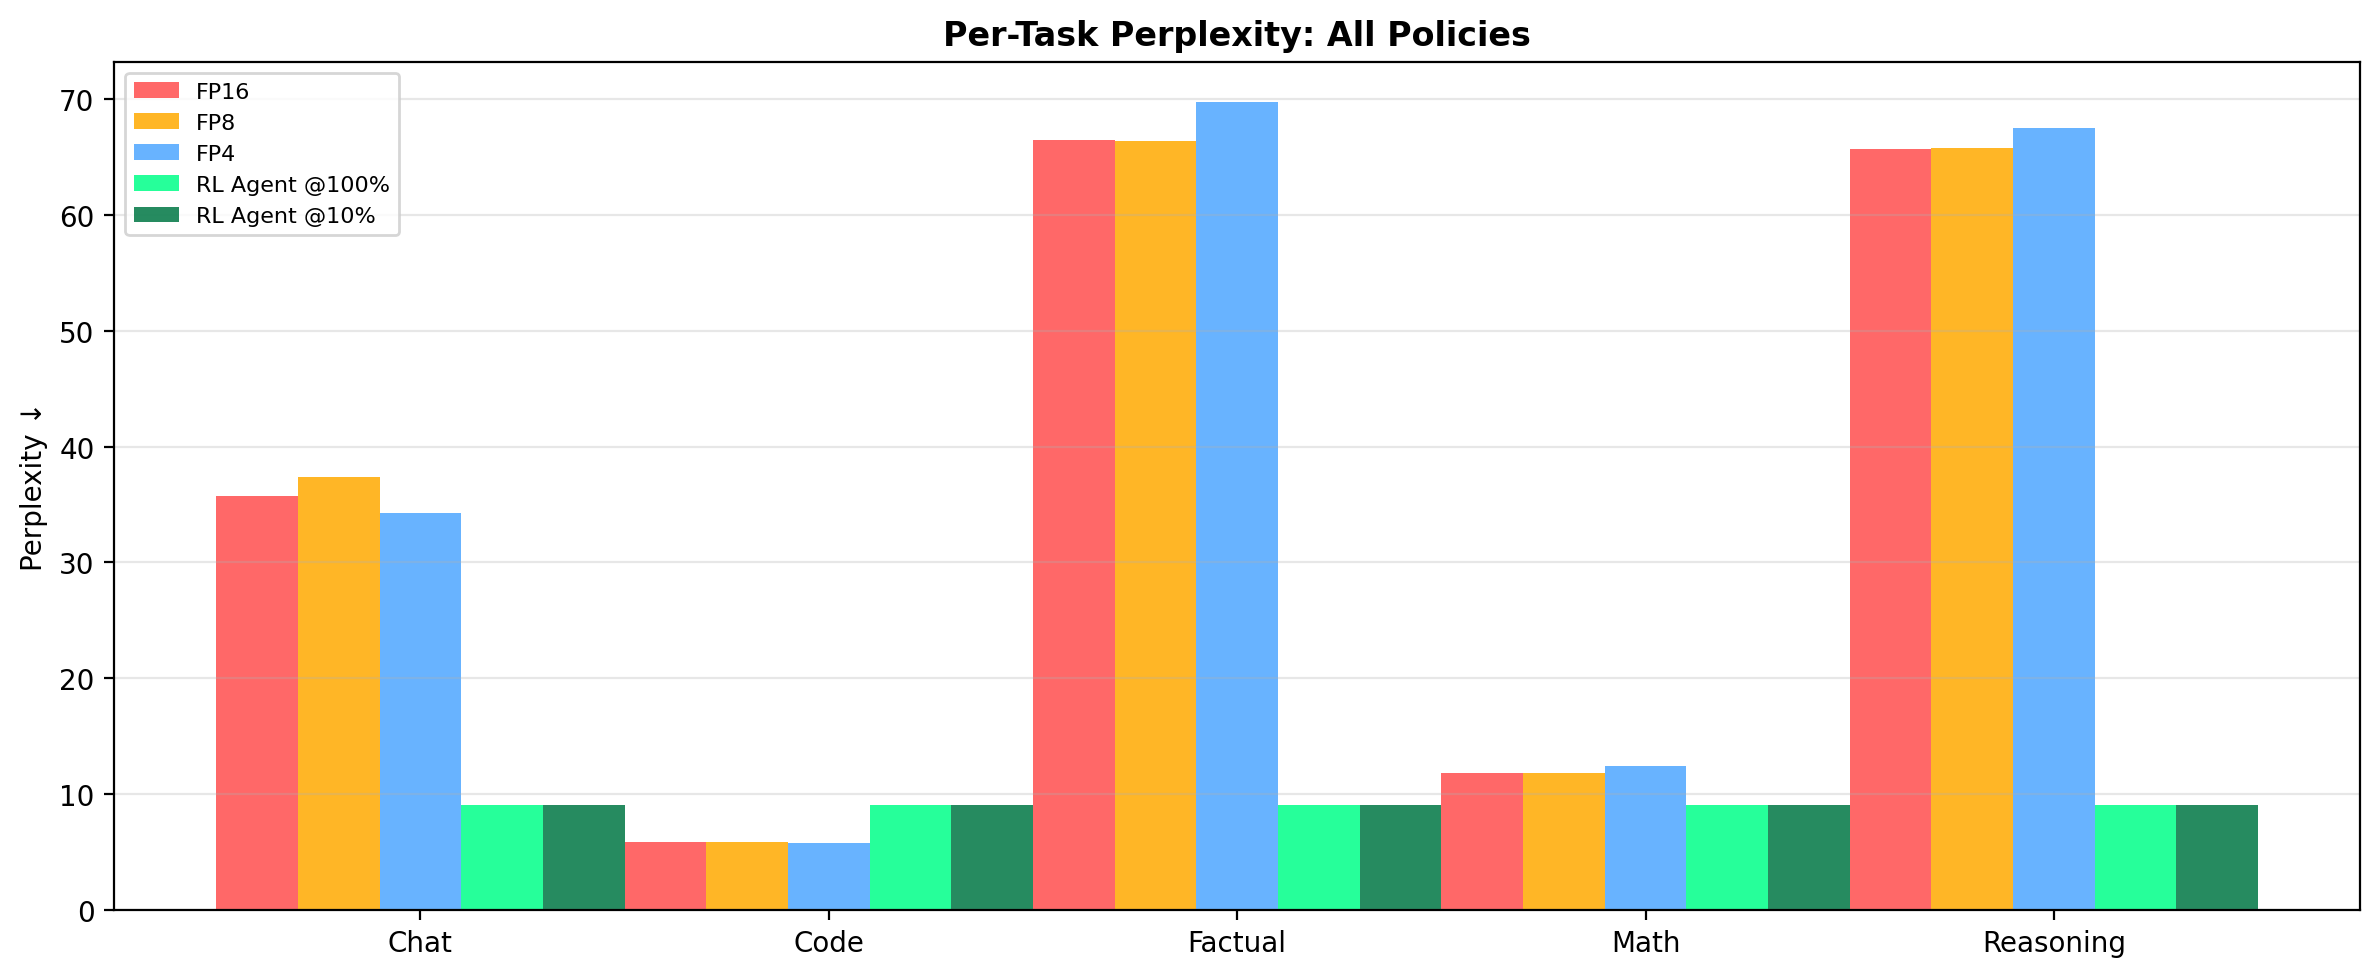 Per-Task Perplexity: All Policies
FP16
FP8
FP4
RL Agent @100%
RL Agent @10%
Perplexity ↓
70
60
50
40
30
20
10
0
Chat
Code
Factual
Math
Reasoning